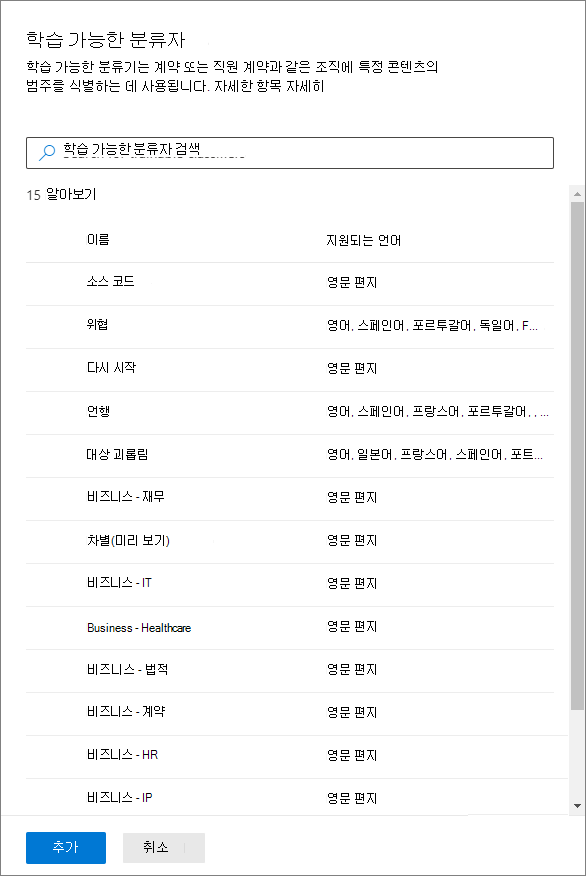 학습 가능한 분류자
학습 가능한 분류기는 계약 또는 직원 계약과 같은 조직에 특정 콘텐츠의
범주를 식별하는 데 사용됩니다. 자세한 항목 자세히
학습 가능한 분류자 검색
15 알아보기
이름 지원되는 언어
소스 코드 영문 편지
위협 영어, 스페인어, 포르투갈어, 독일어, F...
다시 시작 영문 편지
언행 영어, 스페인어, 프랑스어, 포르투갈어, , ...
대상 괴롭림 영어, 일본어, 프랑스어, 스페인어, 포트...
비즈니스 - 재무 영문 편지
차별(미리 보기) 영문 편지
비즈니스 - IT 영문 편지
Business - Healthcare 영문 편지
비즈니스 - 법적 영문 편지
비즈니스 - 계약 영문 편지
비즈니스 - HR 영문 편지
비즈니스 - IP 영문 편지
추가 취소